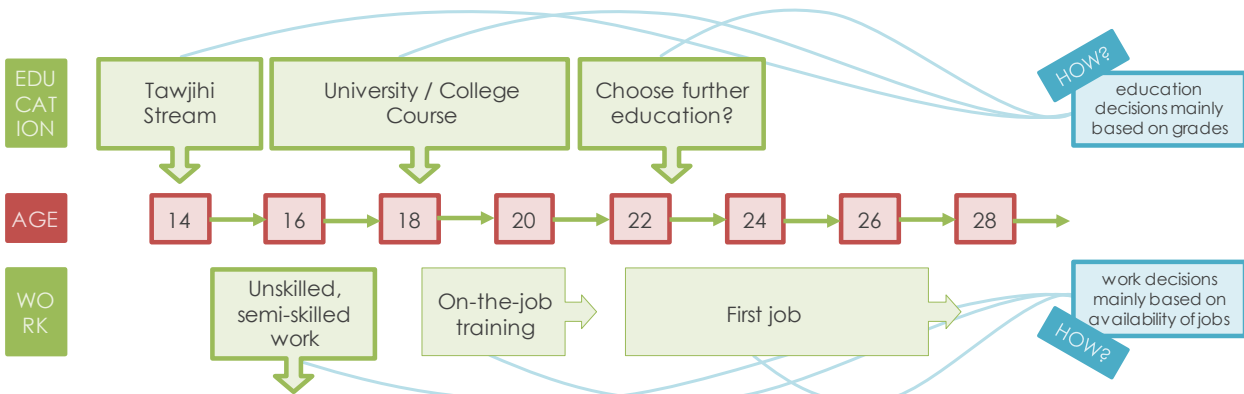 EDU
CAT
ION
Tawjihi
Stream
University / College
Course
Choose further
education?
HOW?
education
decisions mainly
based on grades
AGE
14
16
18
20
22
24
26
28
WO
RK
Unskilled,
semi-skilled
work
On-the-job
training
First job
work decisions
mainly based on
availability of jobs
HOW?